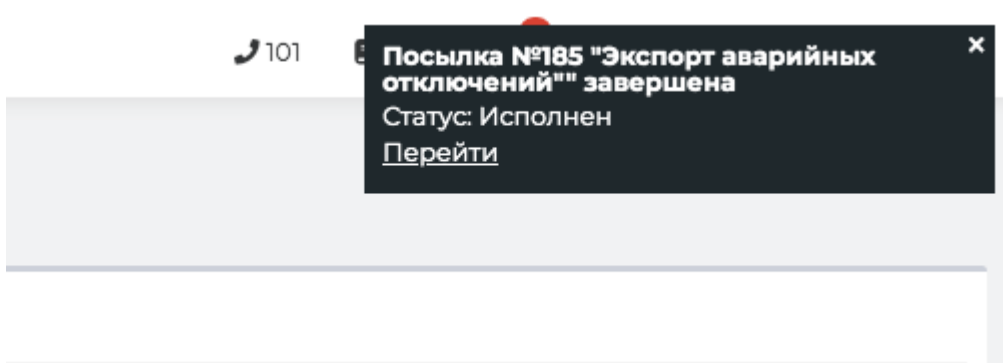 101
Посылка №185 "Экспорт аварийных
отключений"" завершена
Статус: Исполнен
Перейти